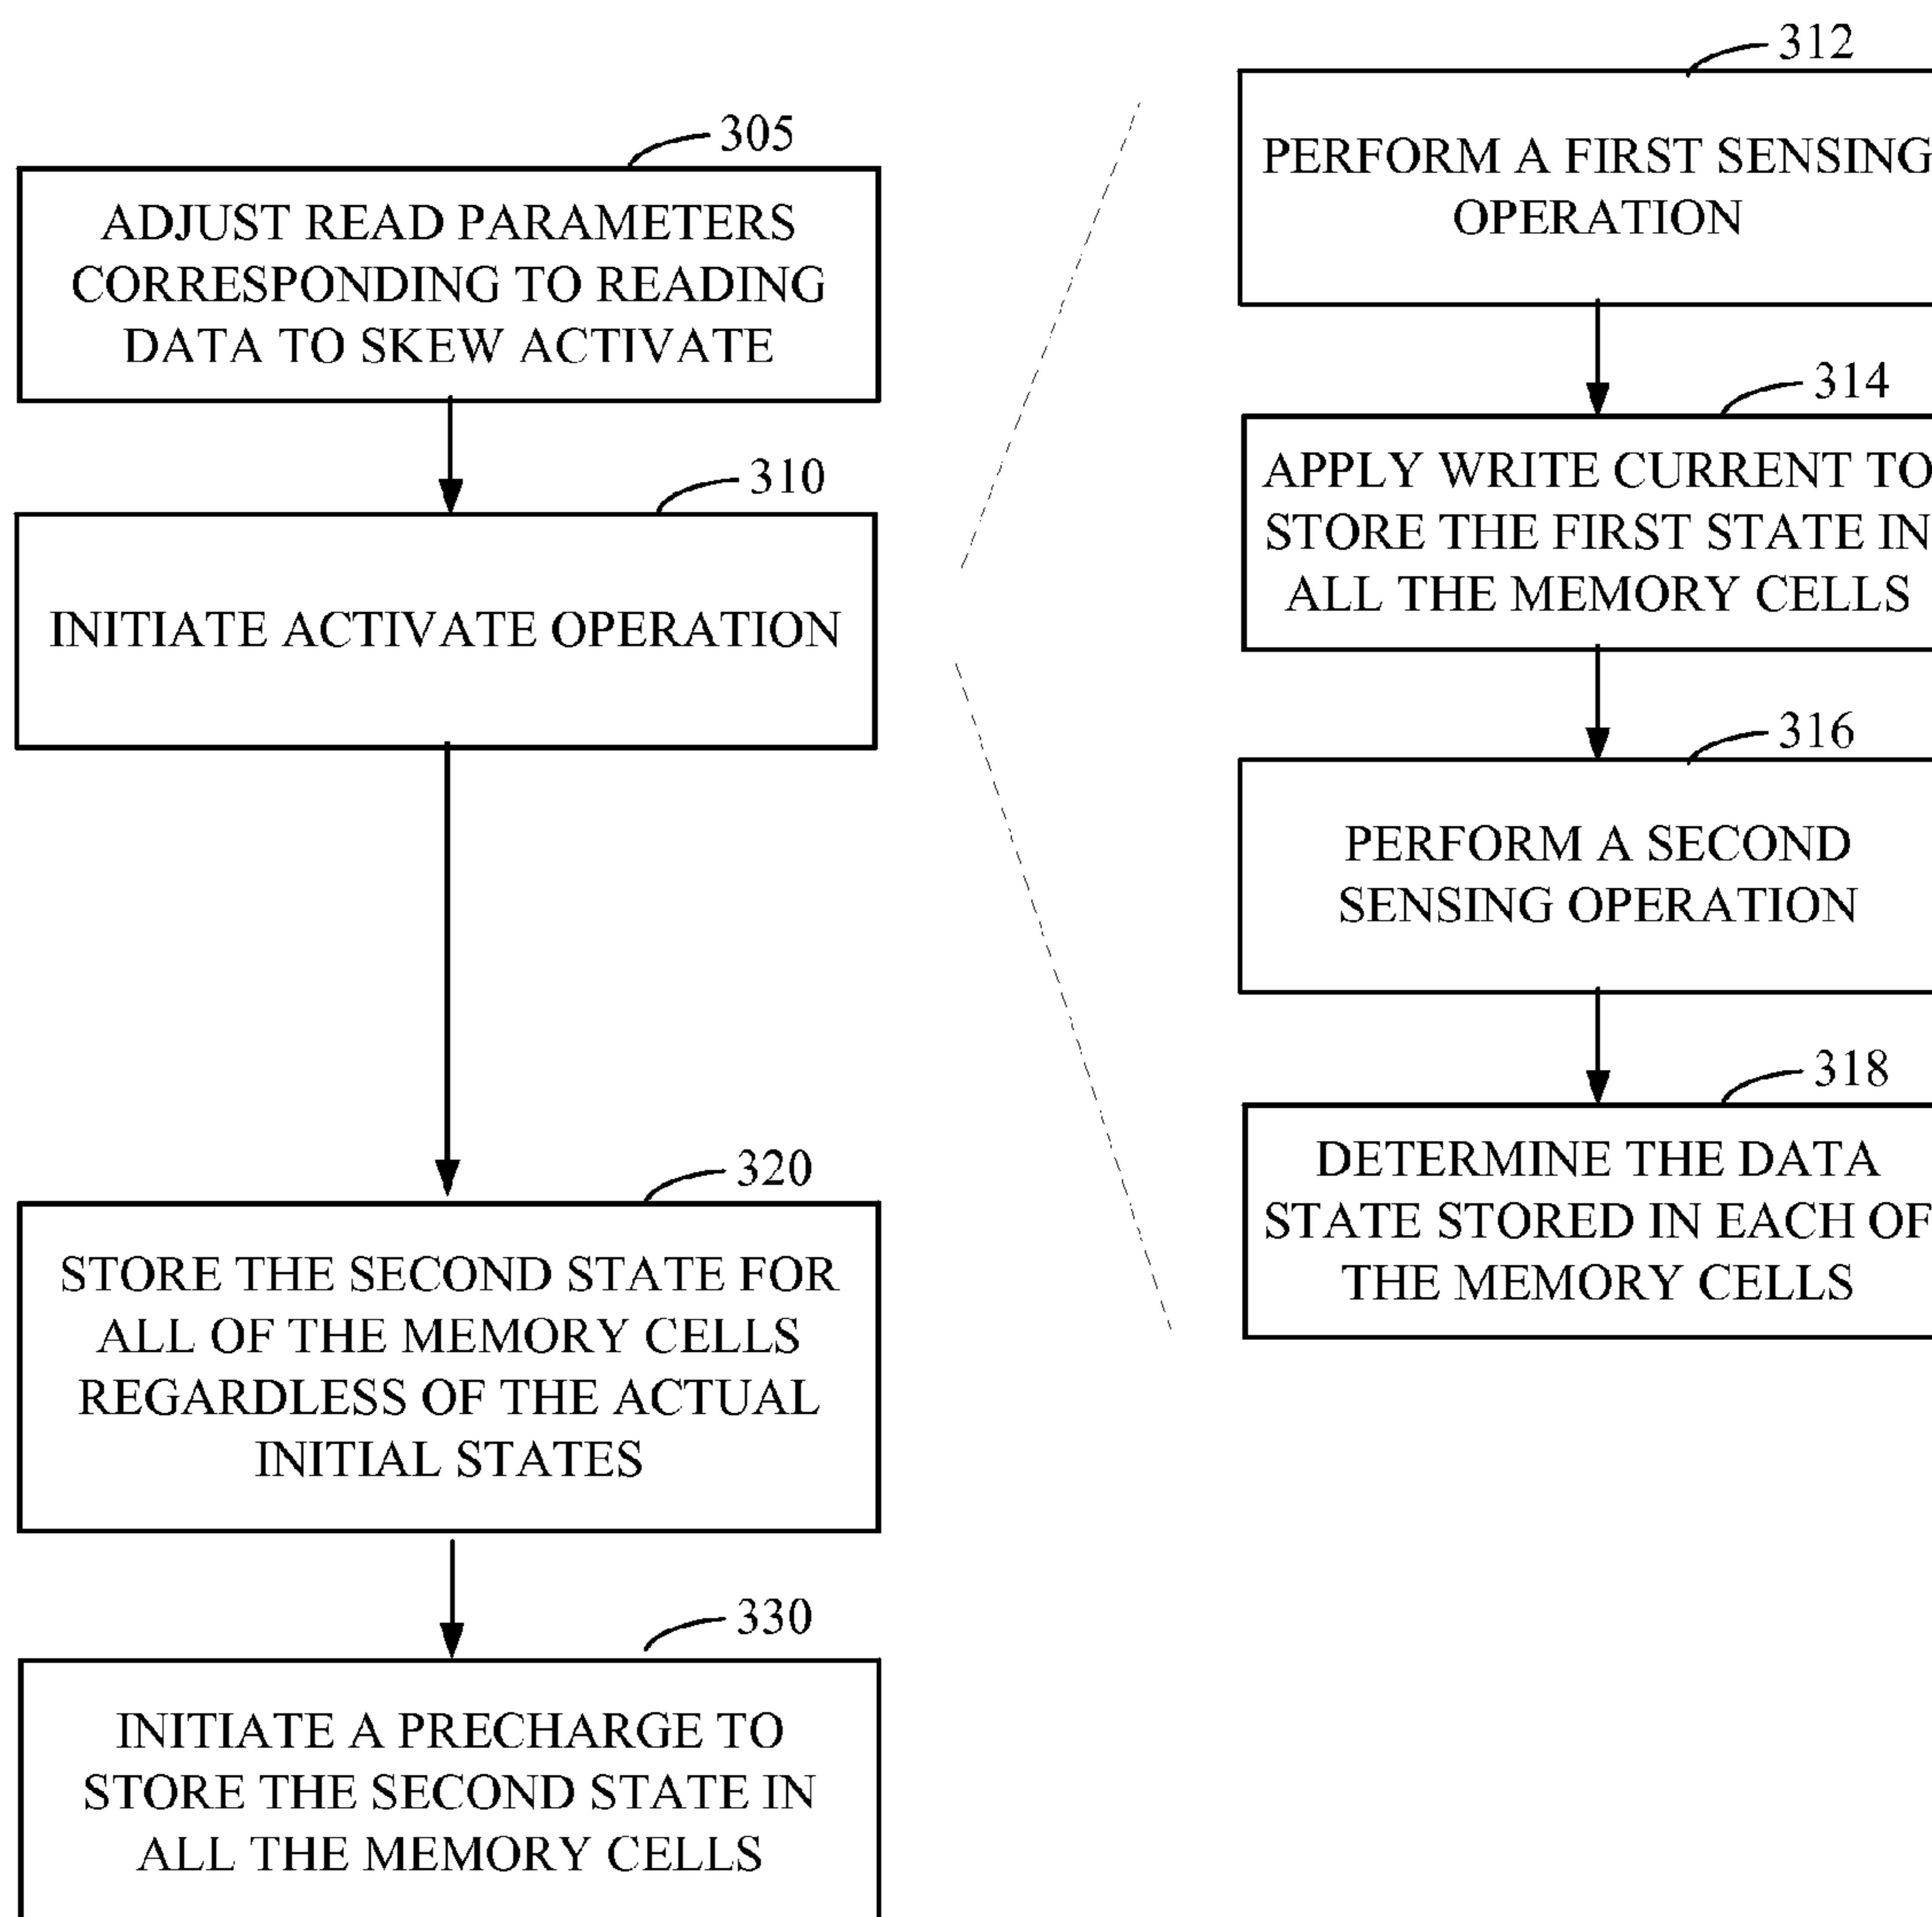 305
ADJUST READ PARAMETERS
CORRESPONDING TO READING
DATA TO SKEW ACTIVATE
310
INITIATE ACTIVATE OPERATION
320
STORE THE SECOND STATE FOR
ALL OF THE MEMORY CELLS
REGARDLESS OF THE ACTUAL
INITIAL STATES
330
INITIATE A PRECHARGE TO
STORE THE SECOND STATE IN
ALL THE MEMORY CELLS
312
PERFORM A FIRST SENSING
OPERATION
314
APPLY WRITE CURRENT TO
STORE THE FIRST STATE IN
ALL THE MEMORY CELLS
316
PERFORM A SECOND
SENSING OPERATION
318
DETERMINE THE DATA
STATE STORED IN EACH OF
THE MEMORY CELLS